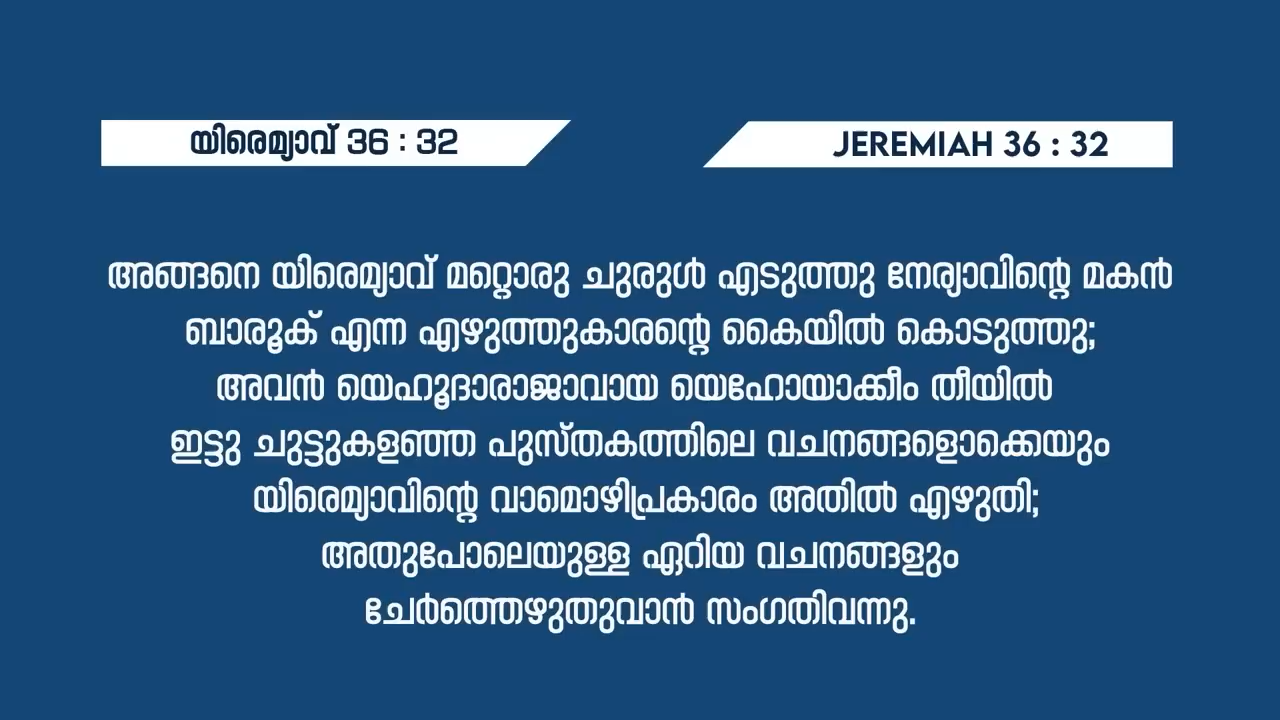 യിരെമ്യാവ് 36 : 32
JEREMIAH 36 : 32
അങ്ങനെ യിരെമ്യാവ് മറ്റൊരു ചുരുൾ എടുത്തു നേര്യാവിന്റെ മകൻ
ബാരൂക് എന്ന എഴുത്തുകാരന്റെ കൈയിൽ കൊടുത്തു;
അവൻ യെഹൂദാരാജാവായ യെഹോയാക്കീം തീയിൽ
ഇട്ടു ചുട്ടുകളഞ്ഞ പുസ്തകത്തിലെ വചനങ്ങളൊക്കെയും
യിരെമ്യാവിന്റെ വാമൊഴിപ്രകാരം അതിൽ എഴുതി;
അതുപോലെയുള്ള ഏറിയ വചനങ്ങളും
ചേർത്തെഴുതുവാൻ സംഗതിവന്നു.